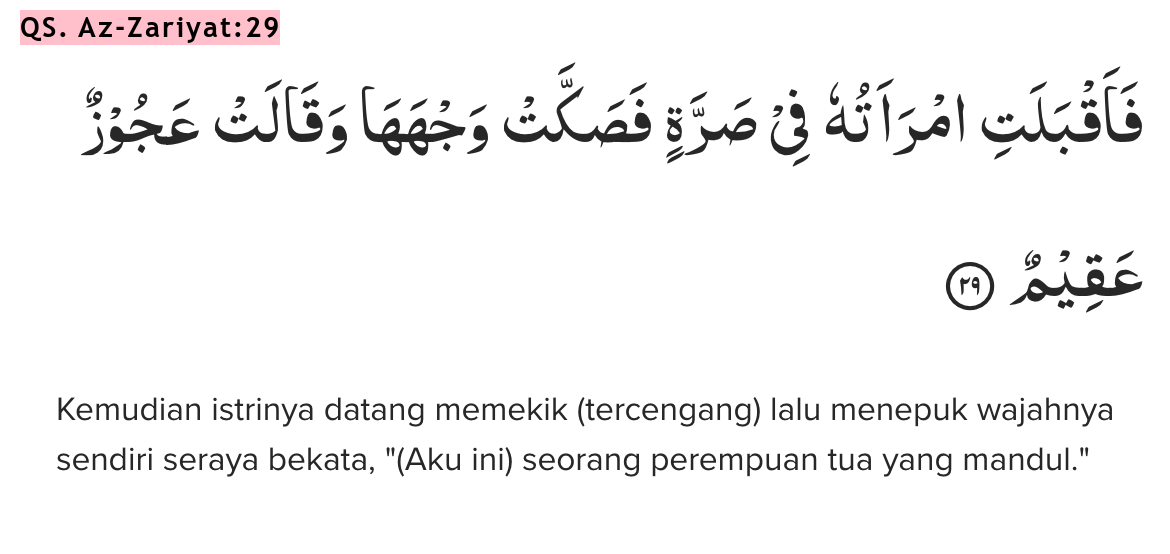 QS. Az-Zariyat:29
فَاَقْبَلَتِ امْرَاَتُهٗ فِيْ صَرَّةٍ فَصَكَّتْ وَجْهَهَا وَقَالَتْ عَجُوْزٌ
عَقِيْمٌ ٢٩
Kemudian istrinya datang memekik (tercengang) lalu menepuk wajahnya
sendiri seraya bekata, "(Aku ini) seorang perempuan tua yang mandul."